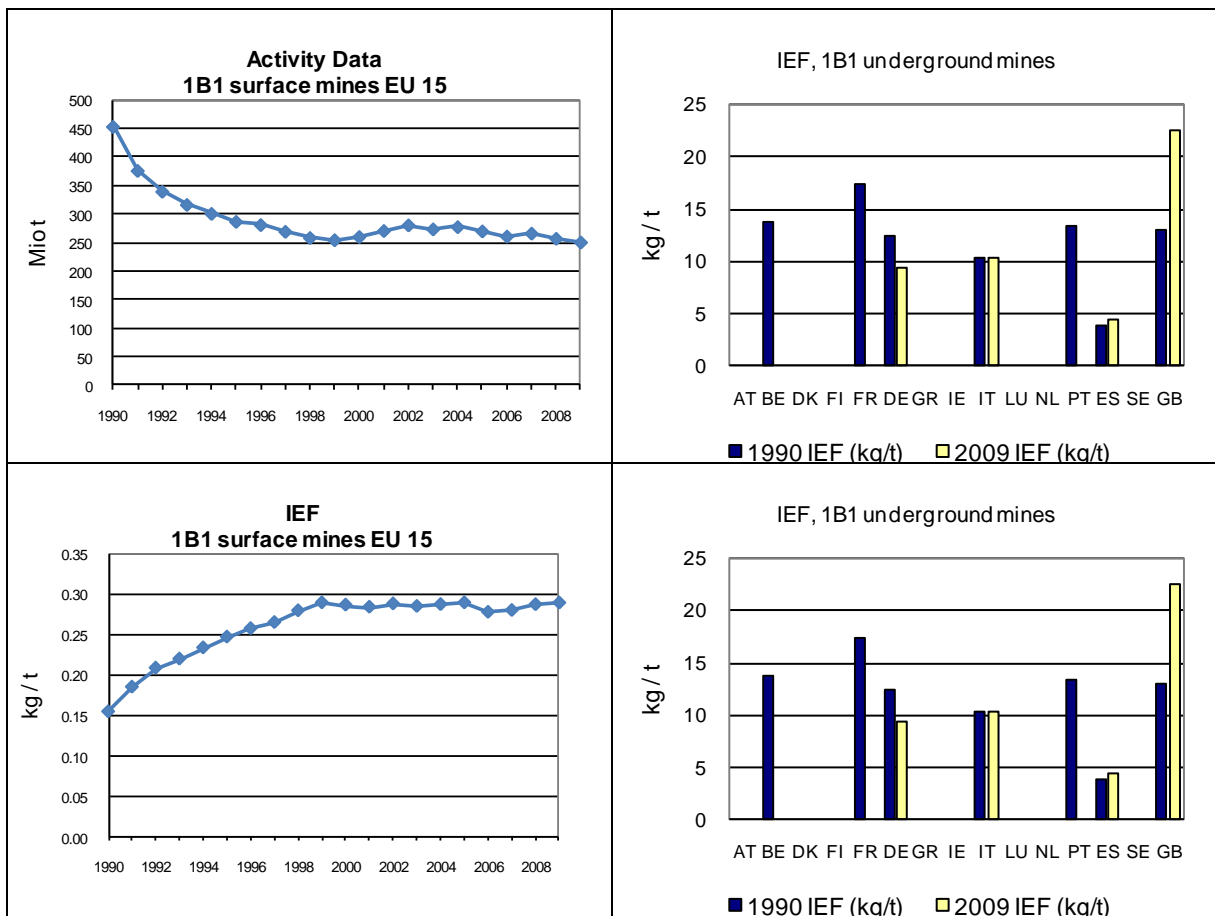 Activity Data
1B1 surface mines EU 15
500
450
400
350
300
250
200
150
100
50
0
Mio t
1990 1992 1994 1996 1998 2000 2002 2004 2006 2008
IEF, 1B1 underground mines
25
20
15
10
5
0
kg / t
AT BE DK FI FR DE GR IE IT LU NL PT ES SE GB
1990 IEF (kg/t) 2009 IEF (kg/t)
IEF
1B1 surface mines EU 15
0.35
0.30
0.25
0.20
0.15
0.10
0.05
0.00
kg / t
1990 1992 1994 1996 1998 2000 2002 2004 2006 2008
IEF, 1B1 underground mines
25
20
15
10
5
0
kg / t
AT BE DK FI FR DE GR IE IT LU NL PT ES SE GB
1990 IEF (kg/t) 2009 IEF (kg/t)